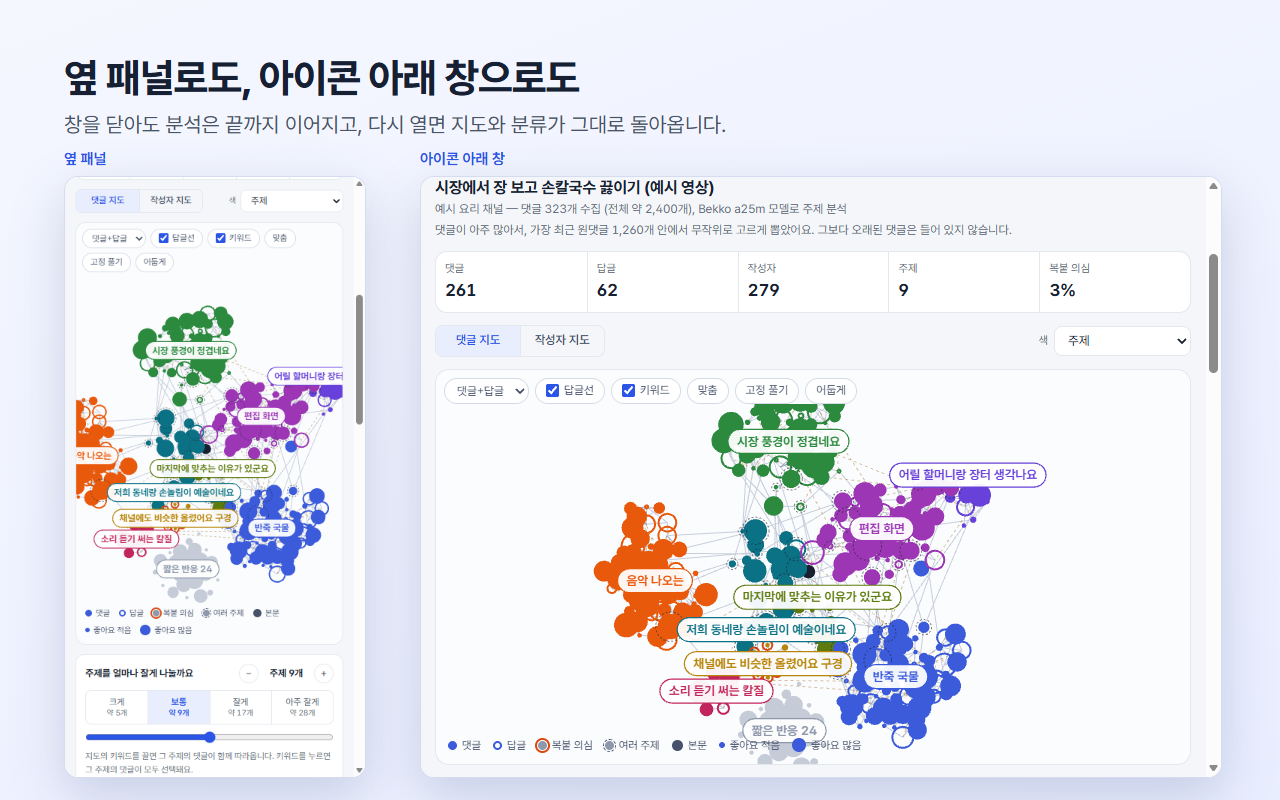 옆 패널로도, 아이콘 아래 창으로도
창을 닫아도 분석은 끝까지 이어지고, 다시 열면 지도와 분류가 그대로 돌아옵니다.
옆 패널
댓글 지도 작성자 지도 색 주제
댓글+답글 답글선 키워드 맞춤
고정 풀기 어둡게
시장 풍경이 정겹네요
어릴 할머니랑 장터
편집 화면
악 나오는
마지막에 맞추는 이유가 있군요
저희 동네랑 손놀림이 예술이네요
채널에도 비슷한 올렸어요 구경
반죽 국물
소리 듣기 써는 칼질
짧은 반응 24
댓글 답글 복붙 의심 여러 주제 본문
좋아요 적음 좋아요 많음
주제를 얼마나 잘게 나눌까요 − 주제 9개 +
크게 보통 잘게 아주 잘게
약 5개 약 9개 약 17개 약 28개
지도의 키워드를 끌면 그 주제의 댓글이 함께 따라옵니다. 키워드를 누르면
그 주제의 댓글이 모두 선택돼요.
아이콘 아래 창
시장에서 장 보고 손칼국수 끓이기 (예시 영상)
예시 요리 채널 — 댓글 323개 수집 (전체 약 2,400개), Bekko a25m 모델로 주제 분석
댓글이 아주 많아서, 가장 최근 원댓글 1,260개 안에서 무작위로 고르게 뽑았어요. 그보다 오래된 댓글은 들어 있지 않습니다.
댓글 답글 작성자 주제 복붙 의심
261 62 279 9 3%
댓글 지도 작성자 지도 색 주제
댓글+답글 답글선 키워드 맞춤 고정 풀기 어둡게
시장 풍경이 정겹네요
어릴 할머니랑 장터 생각나요
편집 화면
음악 나오는
마지막에 맞추는 이유가 있군요
저희 동네랑 손놀림이 예술이네요
채널에도 비슷한 올렸어요 구경
반죽 국물
소리 듣기 써는 칼질
짧은 반응 24
댓글 답글 복붙 의심 여러 주제 본문 좋아요 적음 좋아요 많음